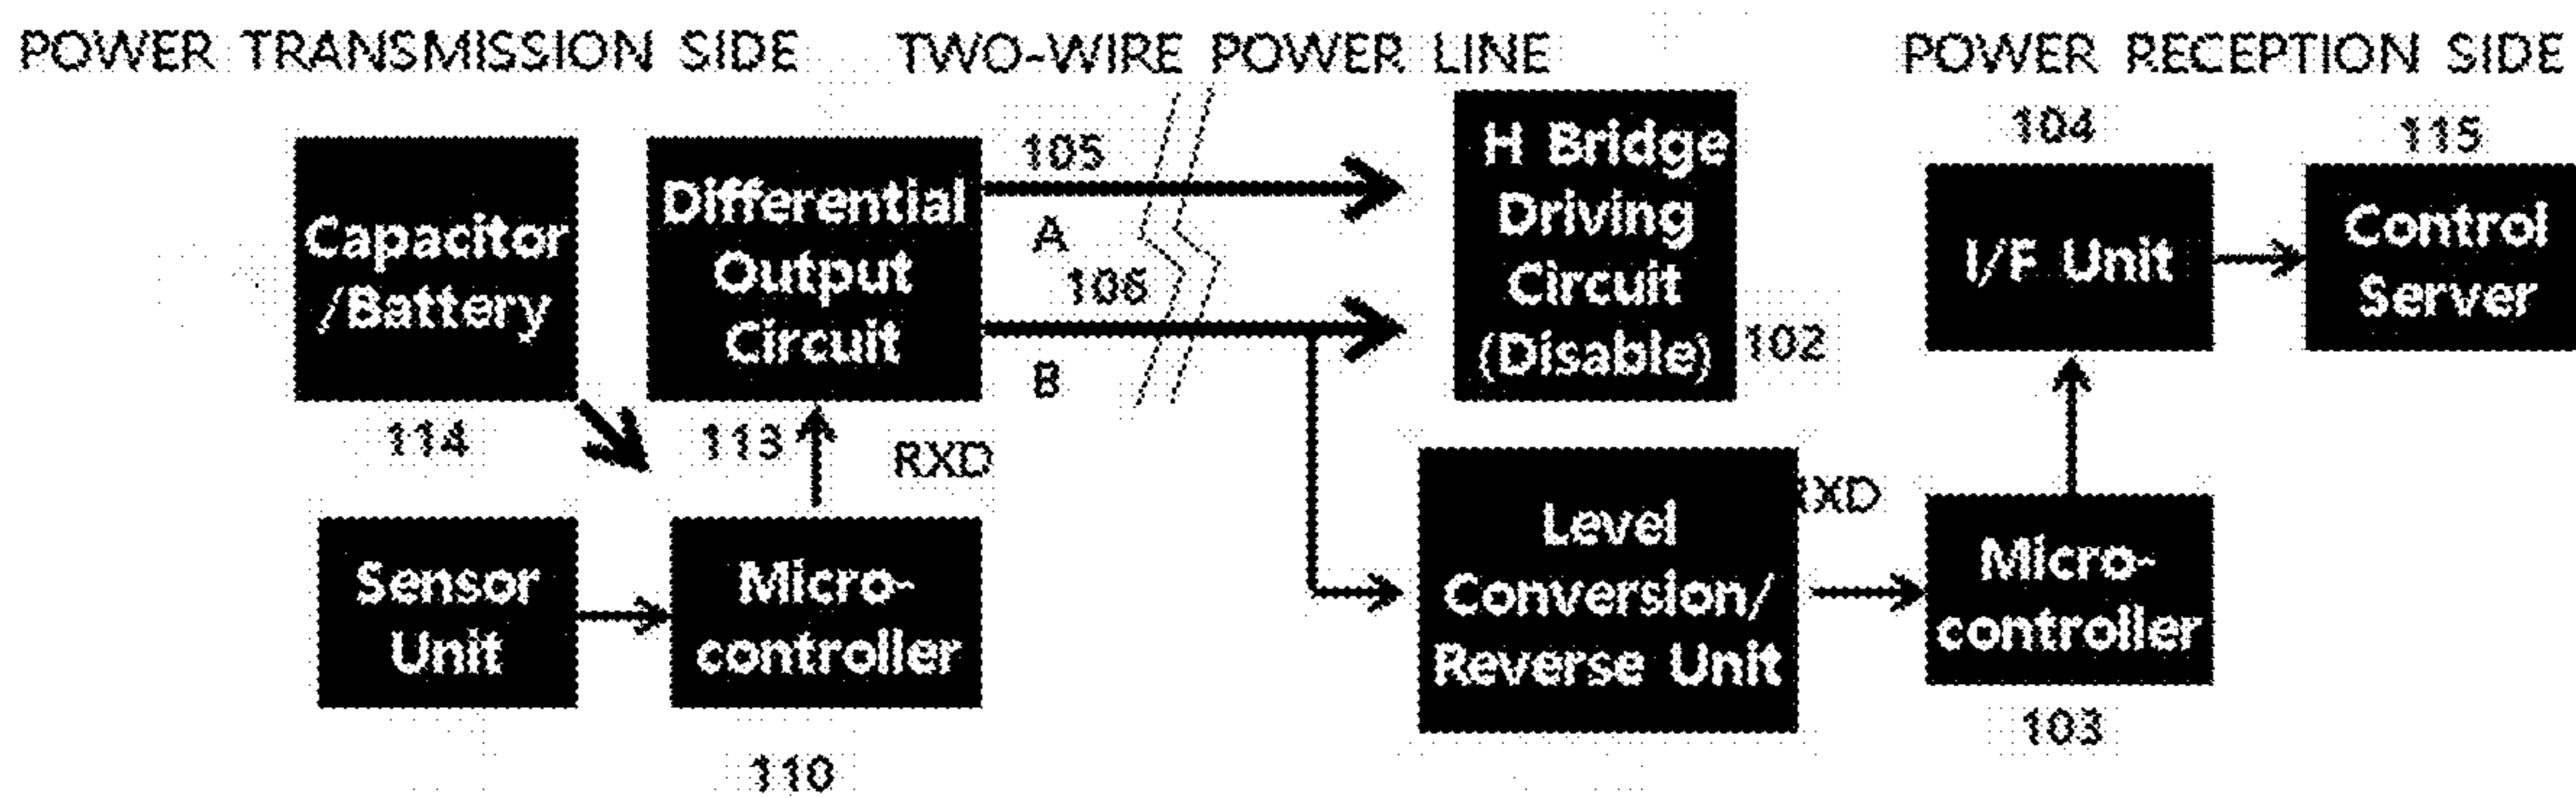 POWER TRANSMISSION SIDE
TWO-WIRE POWER LINE
POWER RECEPTION SIDE
Capacitor
/Battery
114
Differential
Output
Circuit
113
105
A
106
B
H Bridge
Driving
Circuit
(Disable)
102
104
I/F Unit
115
Control
Server
RXD
Sensor
Unit
Micro-
controller
110
Level
Conversion/
Reverse Unit
RXD
Micro-
controller
103